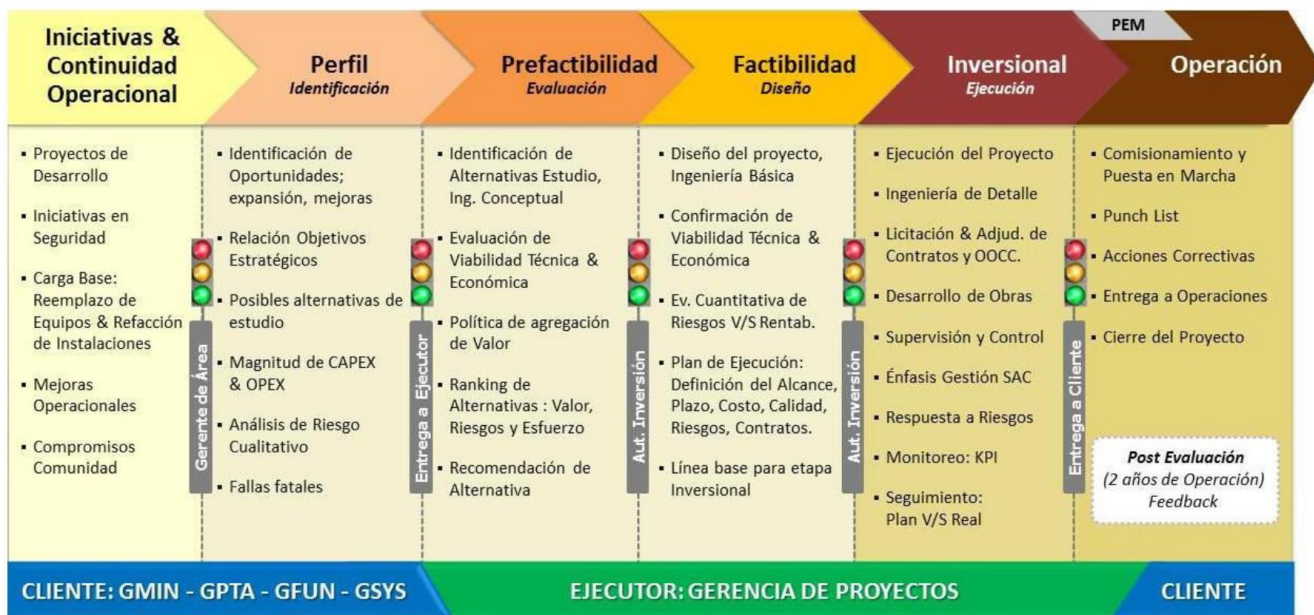 Iniciativas &
Continuidad
Operacional
Perfil
Identificación
Prefactibilidad
Evaluación
Factibilidad
Diseño
Inversional
Ejecución
PEM
Operación
▪ Proyectos de
Desarrollo
▪ Iniciativas en
Seguridad
▪ Carga Base:
Reemplazo de
Equipos & Refacción
de Instalaciones
▪ Mejoras
Operacionales
▪ Compromisos
Comunidad
Gerente de Área
▪ Identificación de
Oportunidades;
expansión, mejoras
▪ Relación Objetivos
Estratégicos
▪ Posibles alternativas de
estudio
▪ Magnitud de CAPEX
& OPEX
▪ Análisis de Riesgo
Cualitativo
▪ Fallas fatales
Entrega a Ejecutor
▪ Identificación de
Alternativas Estudio,
Ing. Conceptual
▪ Evaluación de
Viabilidad Técnica &
Económica
▪ Política de agregación
de Valor
▪ Ranking de
Alternativas : Valor,
Riesgos y Esfuerzo
▪ Recomendación de
Alternativa
Aut. Inversión
▪ Diseño del proyecto,
Ingeniería Básica
▪ Confirmación de
Viabilidad Técnica &
Económica
▪ Ev. Cuantitativa de
Riesgos V/S Rentab.
▪ Plan de Ejecución:
Definición del Alcance,
Plazo, Costo, Calidad,
Riesgos, Contratos.
▪ Línea base para etapa
Inversional
Aut. Inversión
▪ Ejecución del Proyecto
▪ Ingeniería de Detalle
▪ Licitación & Adjud. de
Contratos y OOCC.
▪ Desarrollo de Obras
▪ Supervisión y Control
▪ Énfasis Gestión SAC
▪ Respuesta a Riesgos
▪ Monitoreo: KPI
▪ Seguimiento:
Plan V/S Real
Entrega a Cliente
▪ Comisionamiento y
Puesta en Marcha
▪ Punch List
▪ Acciones Correctivas
▪ Entrega a Operaciones
▪ Cierre del Proyecto
Post Evaluación
(2 años de Operación)
Feedback
CLIENTE: GMIN - GPTA - GFUN - GSYS
EJECUTOR: GERENCIA DE PROYECTOS
CLIENTE